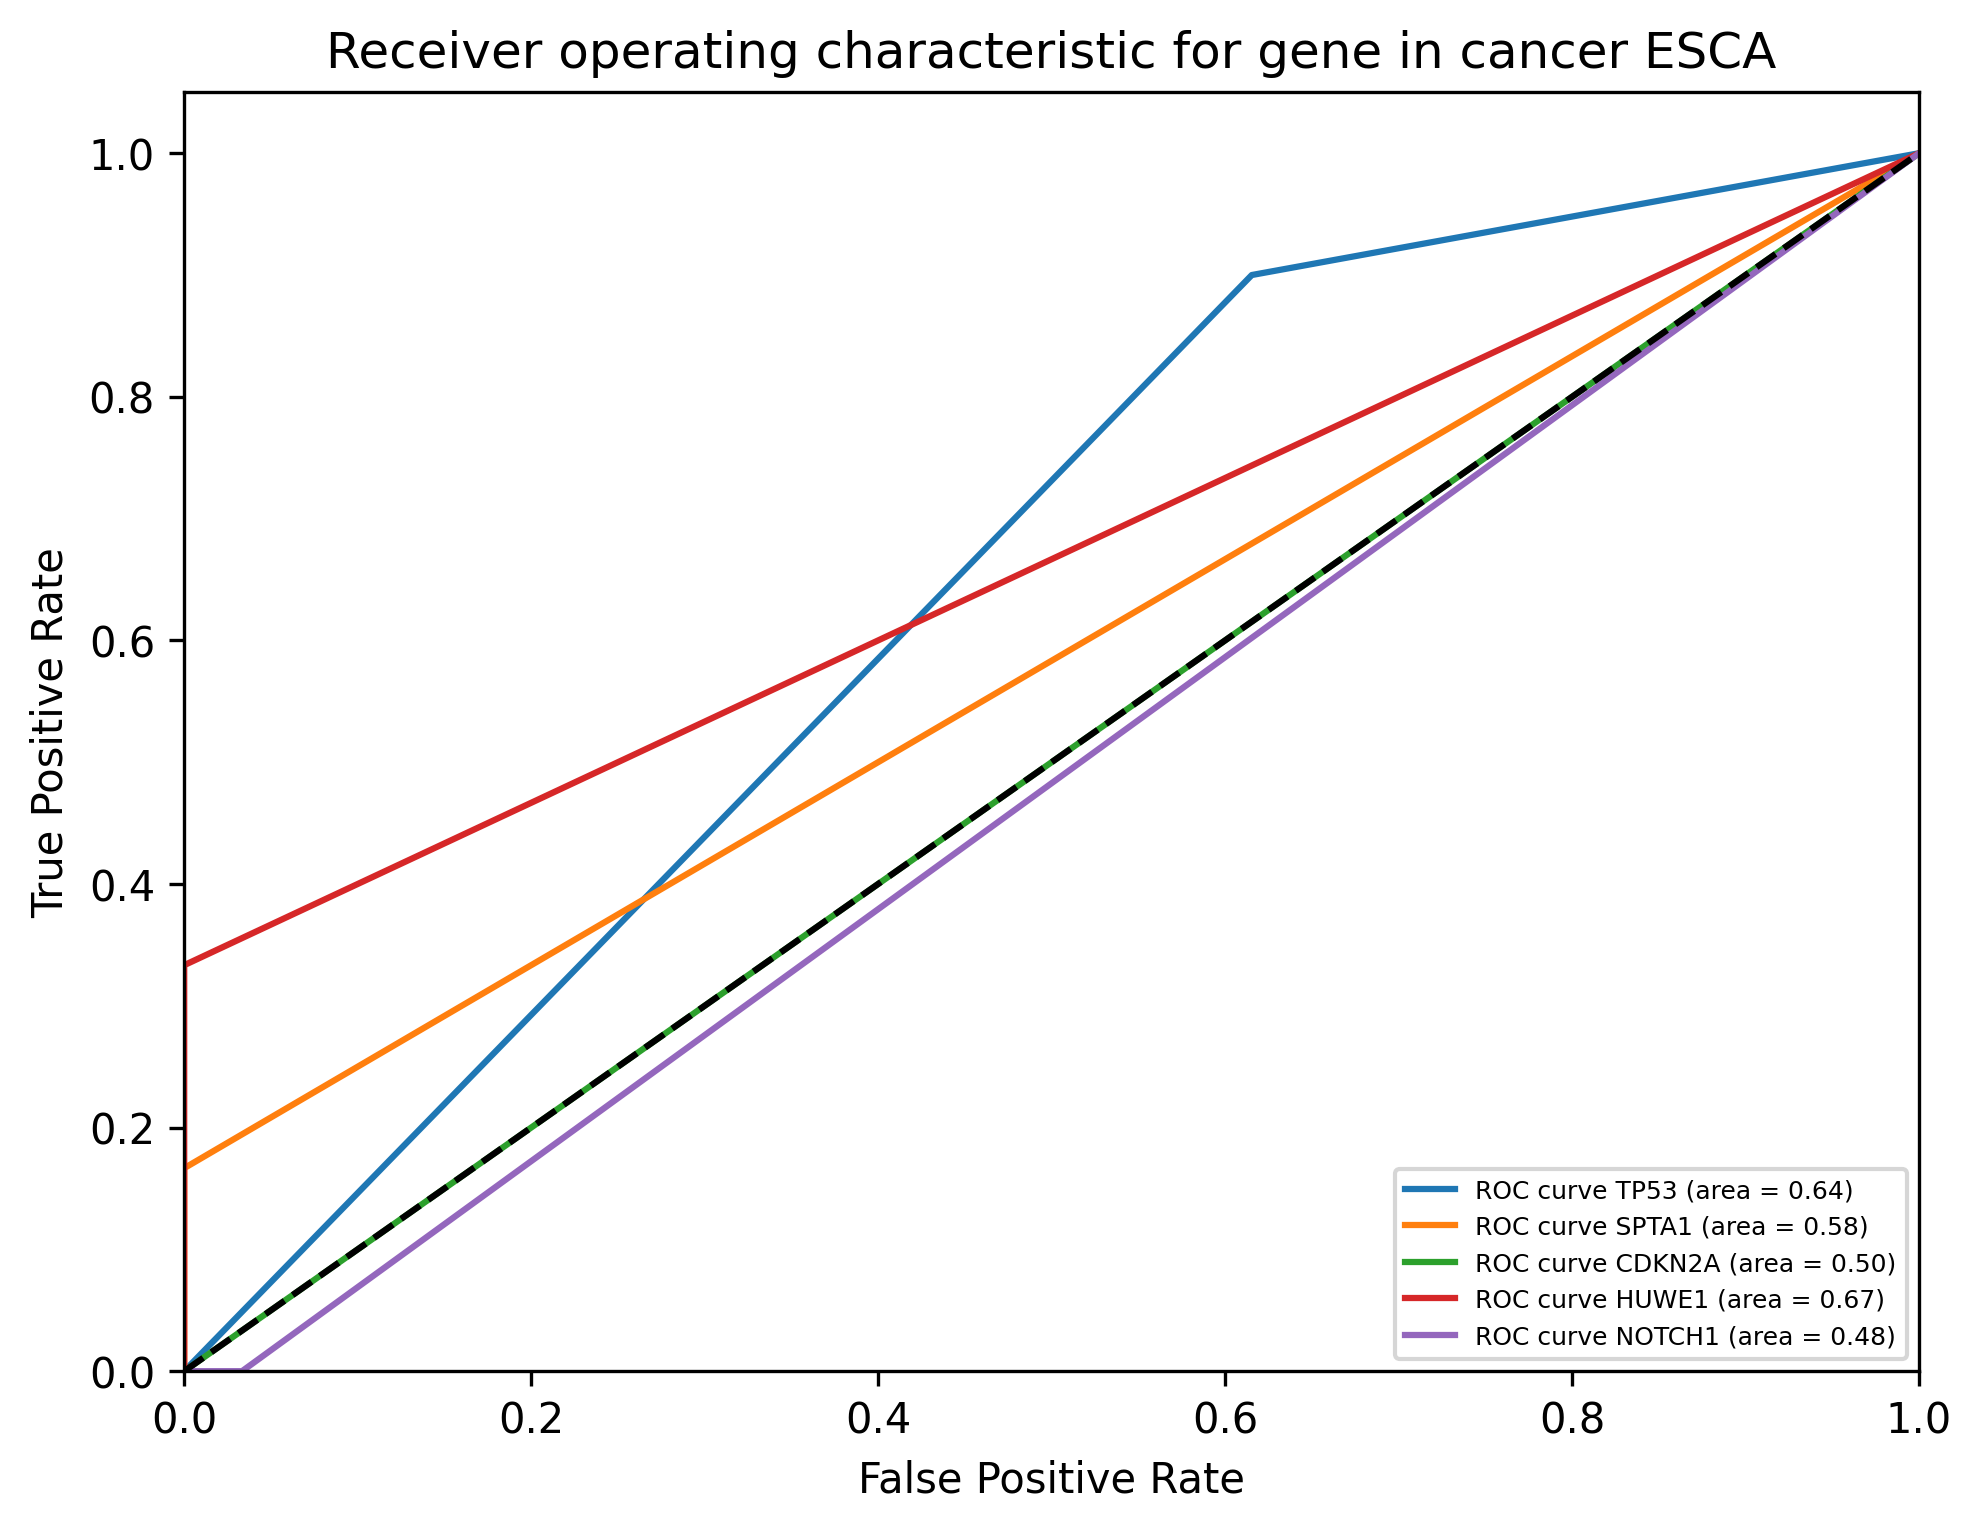 Receiver operating characteristic for gene in cancer ESCA
True Positive Rate
1.0
0.8
0.6
0.4
0.2
0.0
0.0 0.2 0.4 0.6 0.8 1.0
False Positive Rate
ROC curve TP53 (area = 0.64)
ROC curve SPTA1 (area = 0.58)
ROC curve CDKN2A (area = 0.50)
ROC curve HUWE1 (area = 0.67)
ROC curve NOTCH1 (area = 0.48)